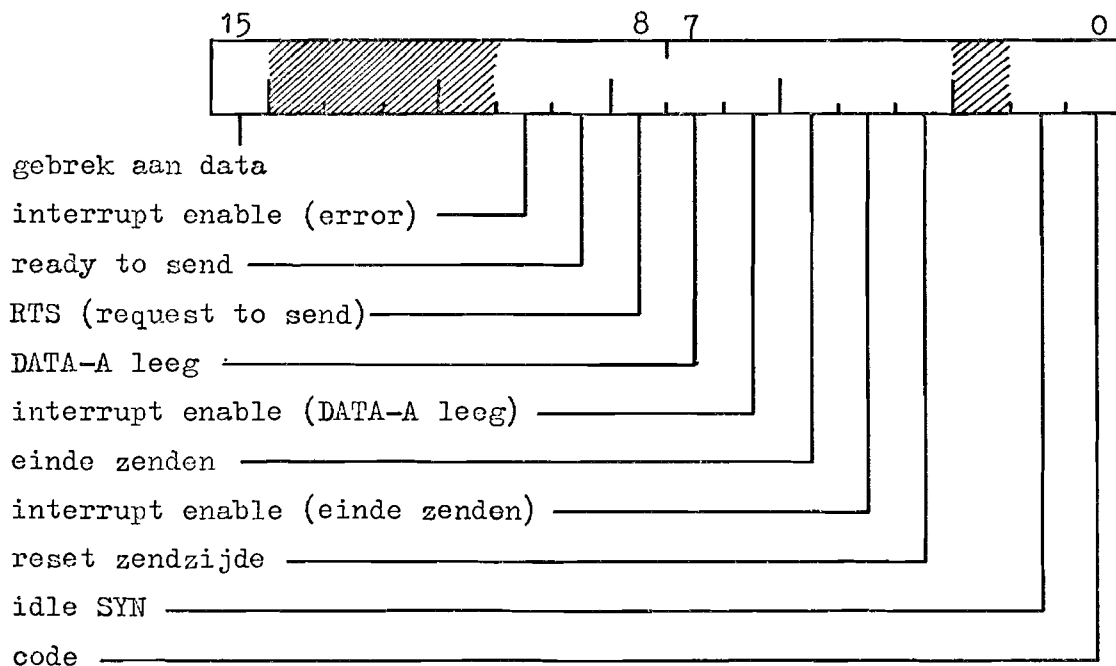 15 8 7 0
gebrek aan data
interrupt enable (error)
ready to send
RTS (request to send)
DATA-A leeg
interrupt enable (DATA-A leeg)
einde zenden
interrupt enable (einde zenden)
reset zendzijde
idle SYN
code